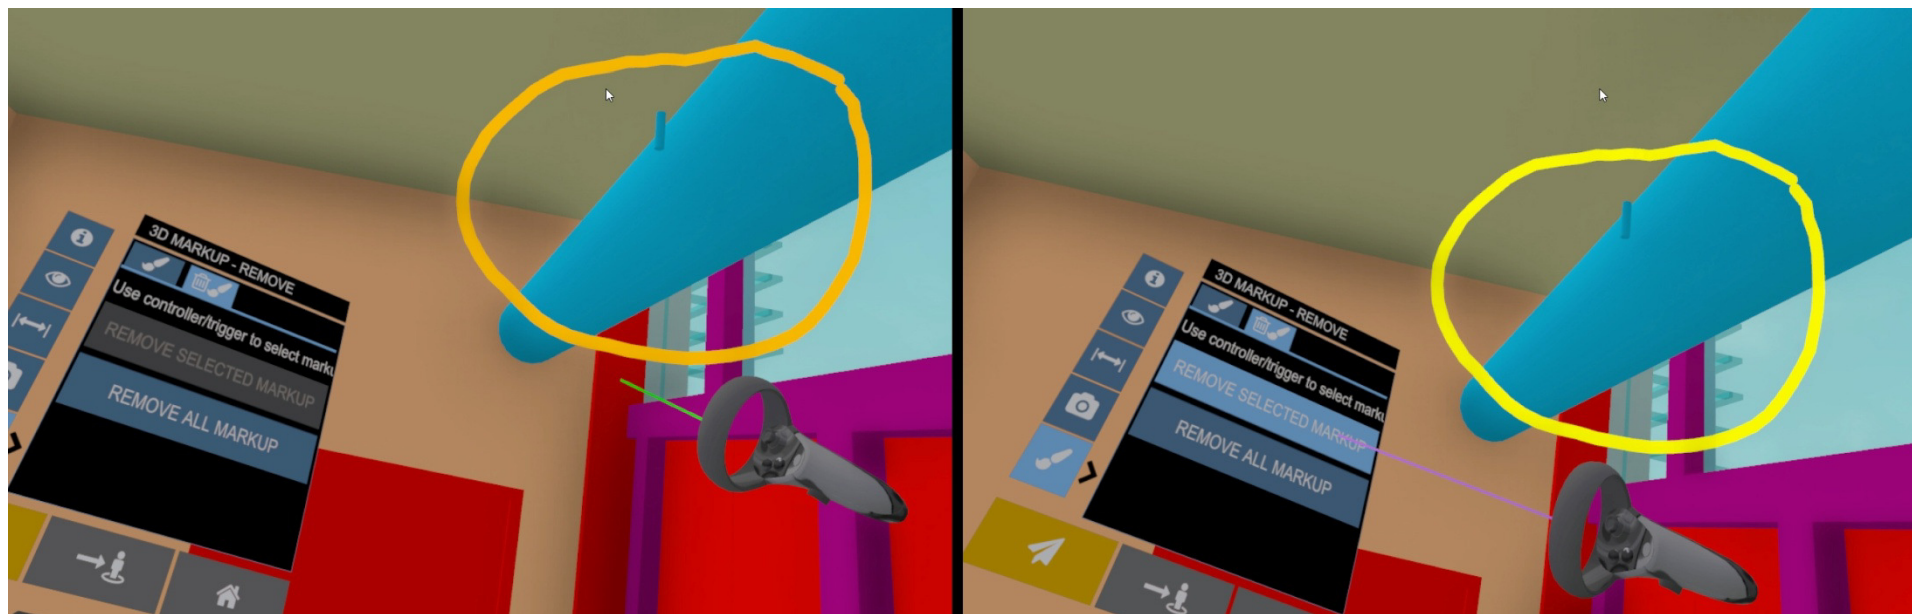 3D MARKUP - REMOVE
Use controller/trigger to select marku
REMOVE SELECTED MARKUP
REMOVE ALL MARKUP
3D MARKUP - REMOVE
Use controller/trigger to select marku
REMOVE SELECTED MARKUP
REMOVE ALL MARKUP